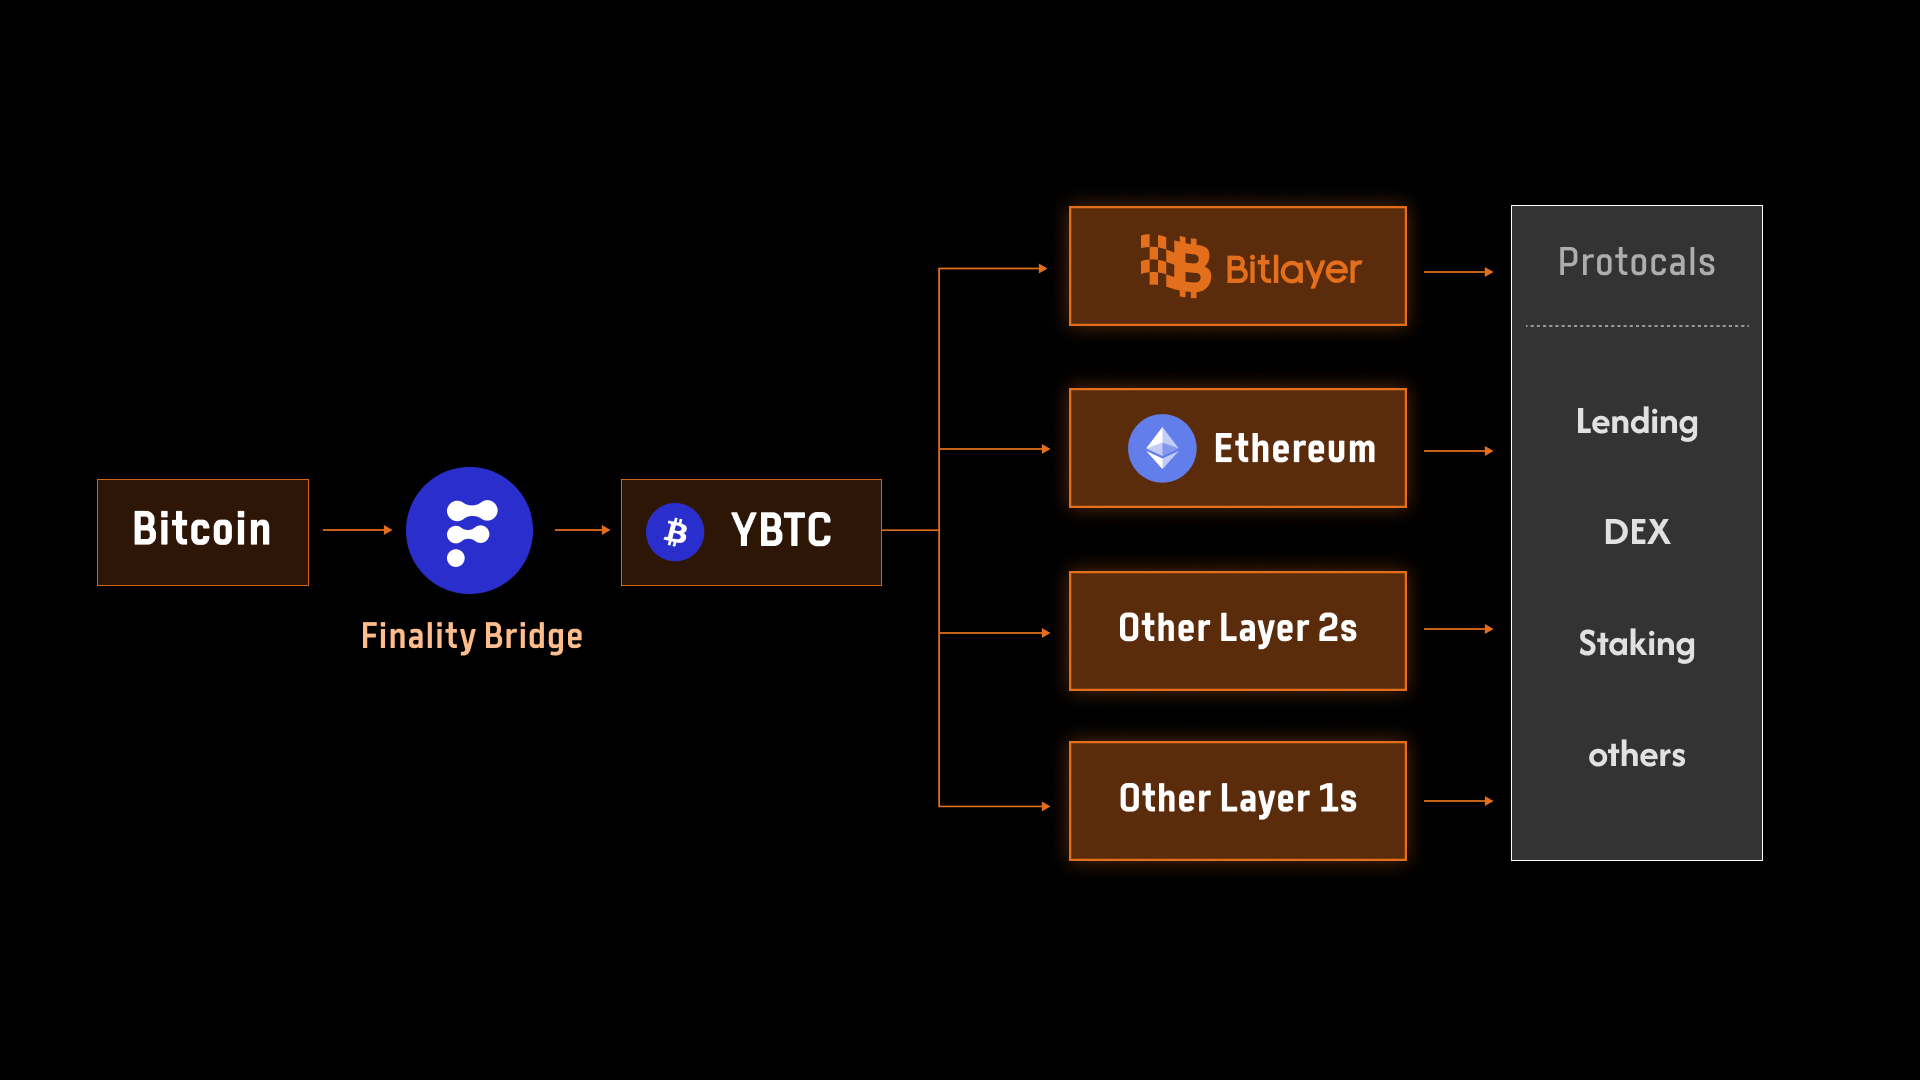 Bitcoin
Finality Bridge
YBTC
Bitlayer
Ethereum
Other Layer 2s
Other Layer 1s
Protocals
Lending
DEX
Staking
others